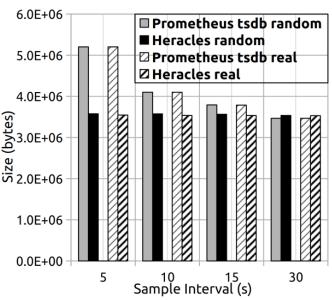 6.0E+06
5.0E+06
4.0E+06
3.0E+06
2.0E+06
1.0E+06
0.0E+00
Size (bytes)
Prometheus tsdb random
Heracles random
Prometheus tsdb real
Heracles real
5 10 15 30
Sample Interval (s)